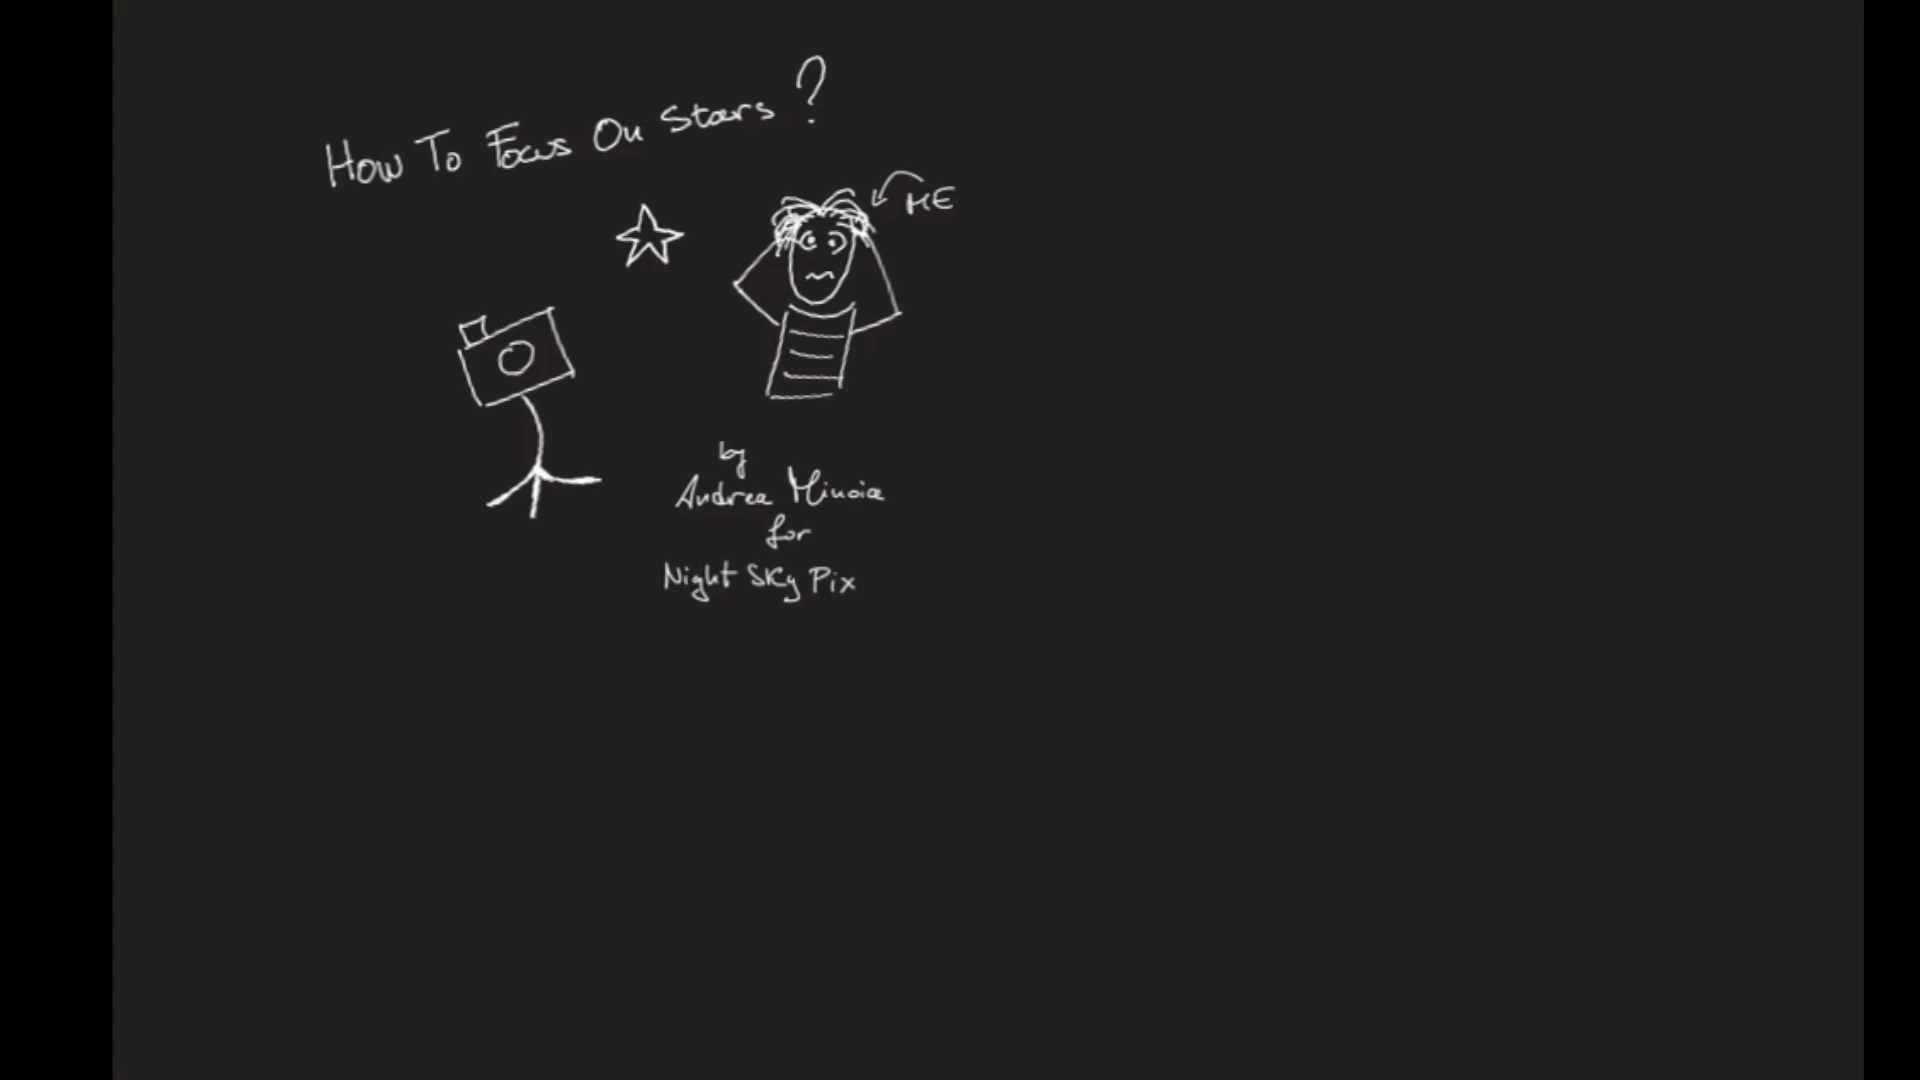 How To Focus On Stars?
ME
by
Andrea Minoia
for
Night Sky Pix